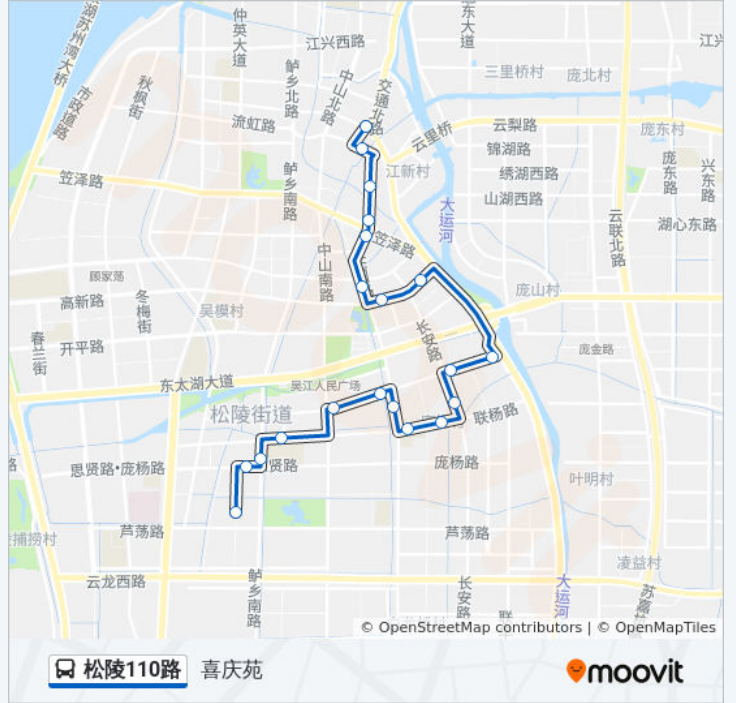 湖苏州湾大桥
仲英大道
东大道
江兴西路
江兴
鲈乡北路
中山北路
交通北路
三里桥村
庞北村
秋枫街
市政道路
流虹路
云里桥
云梨路
庞东村
锦湖路
江新村
绣湖西路
庞东路
兴东路
笠泽路
鲈乡南路
山湖西路
大运河
云联北路
湖心东路
笠泽路
中山南路
顾家荡
高新路
冬梅街
吴模村
庞山村
春兰街
开平路
长安路
庞金路
东太湖大道
吴江人民广场
松陵街道
联杨路
路
思贤路•庞杨路
贤路
庞杨路
叶明村
芦荡路
芦荡路
捕捞村
凌益村
云龙西路
鲈乡南路
长安路
联
大运河
苏嘉
© OpenStreetMap contributors | © OpenMapTiles
松陵110路 喜庆苑
moovit